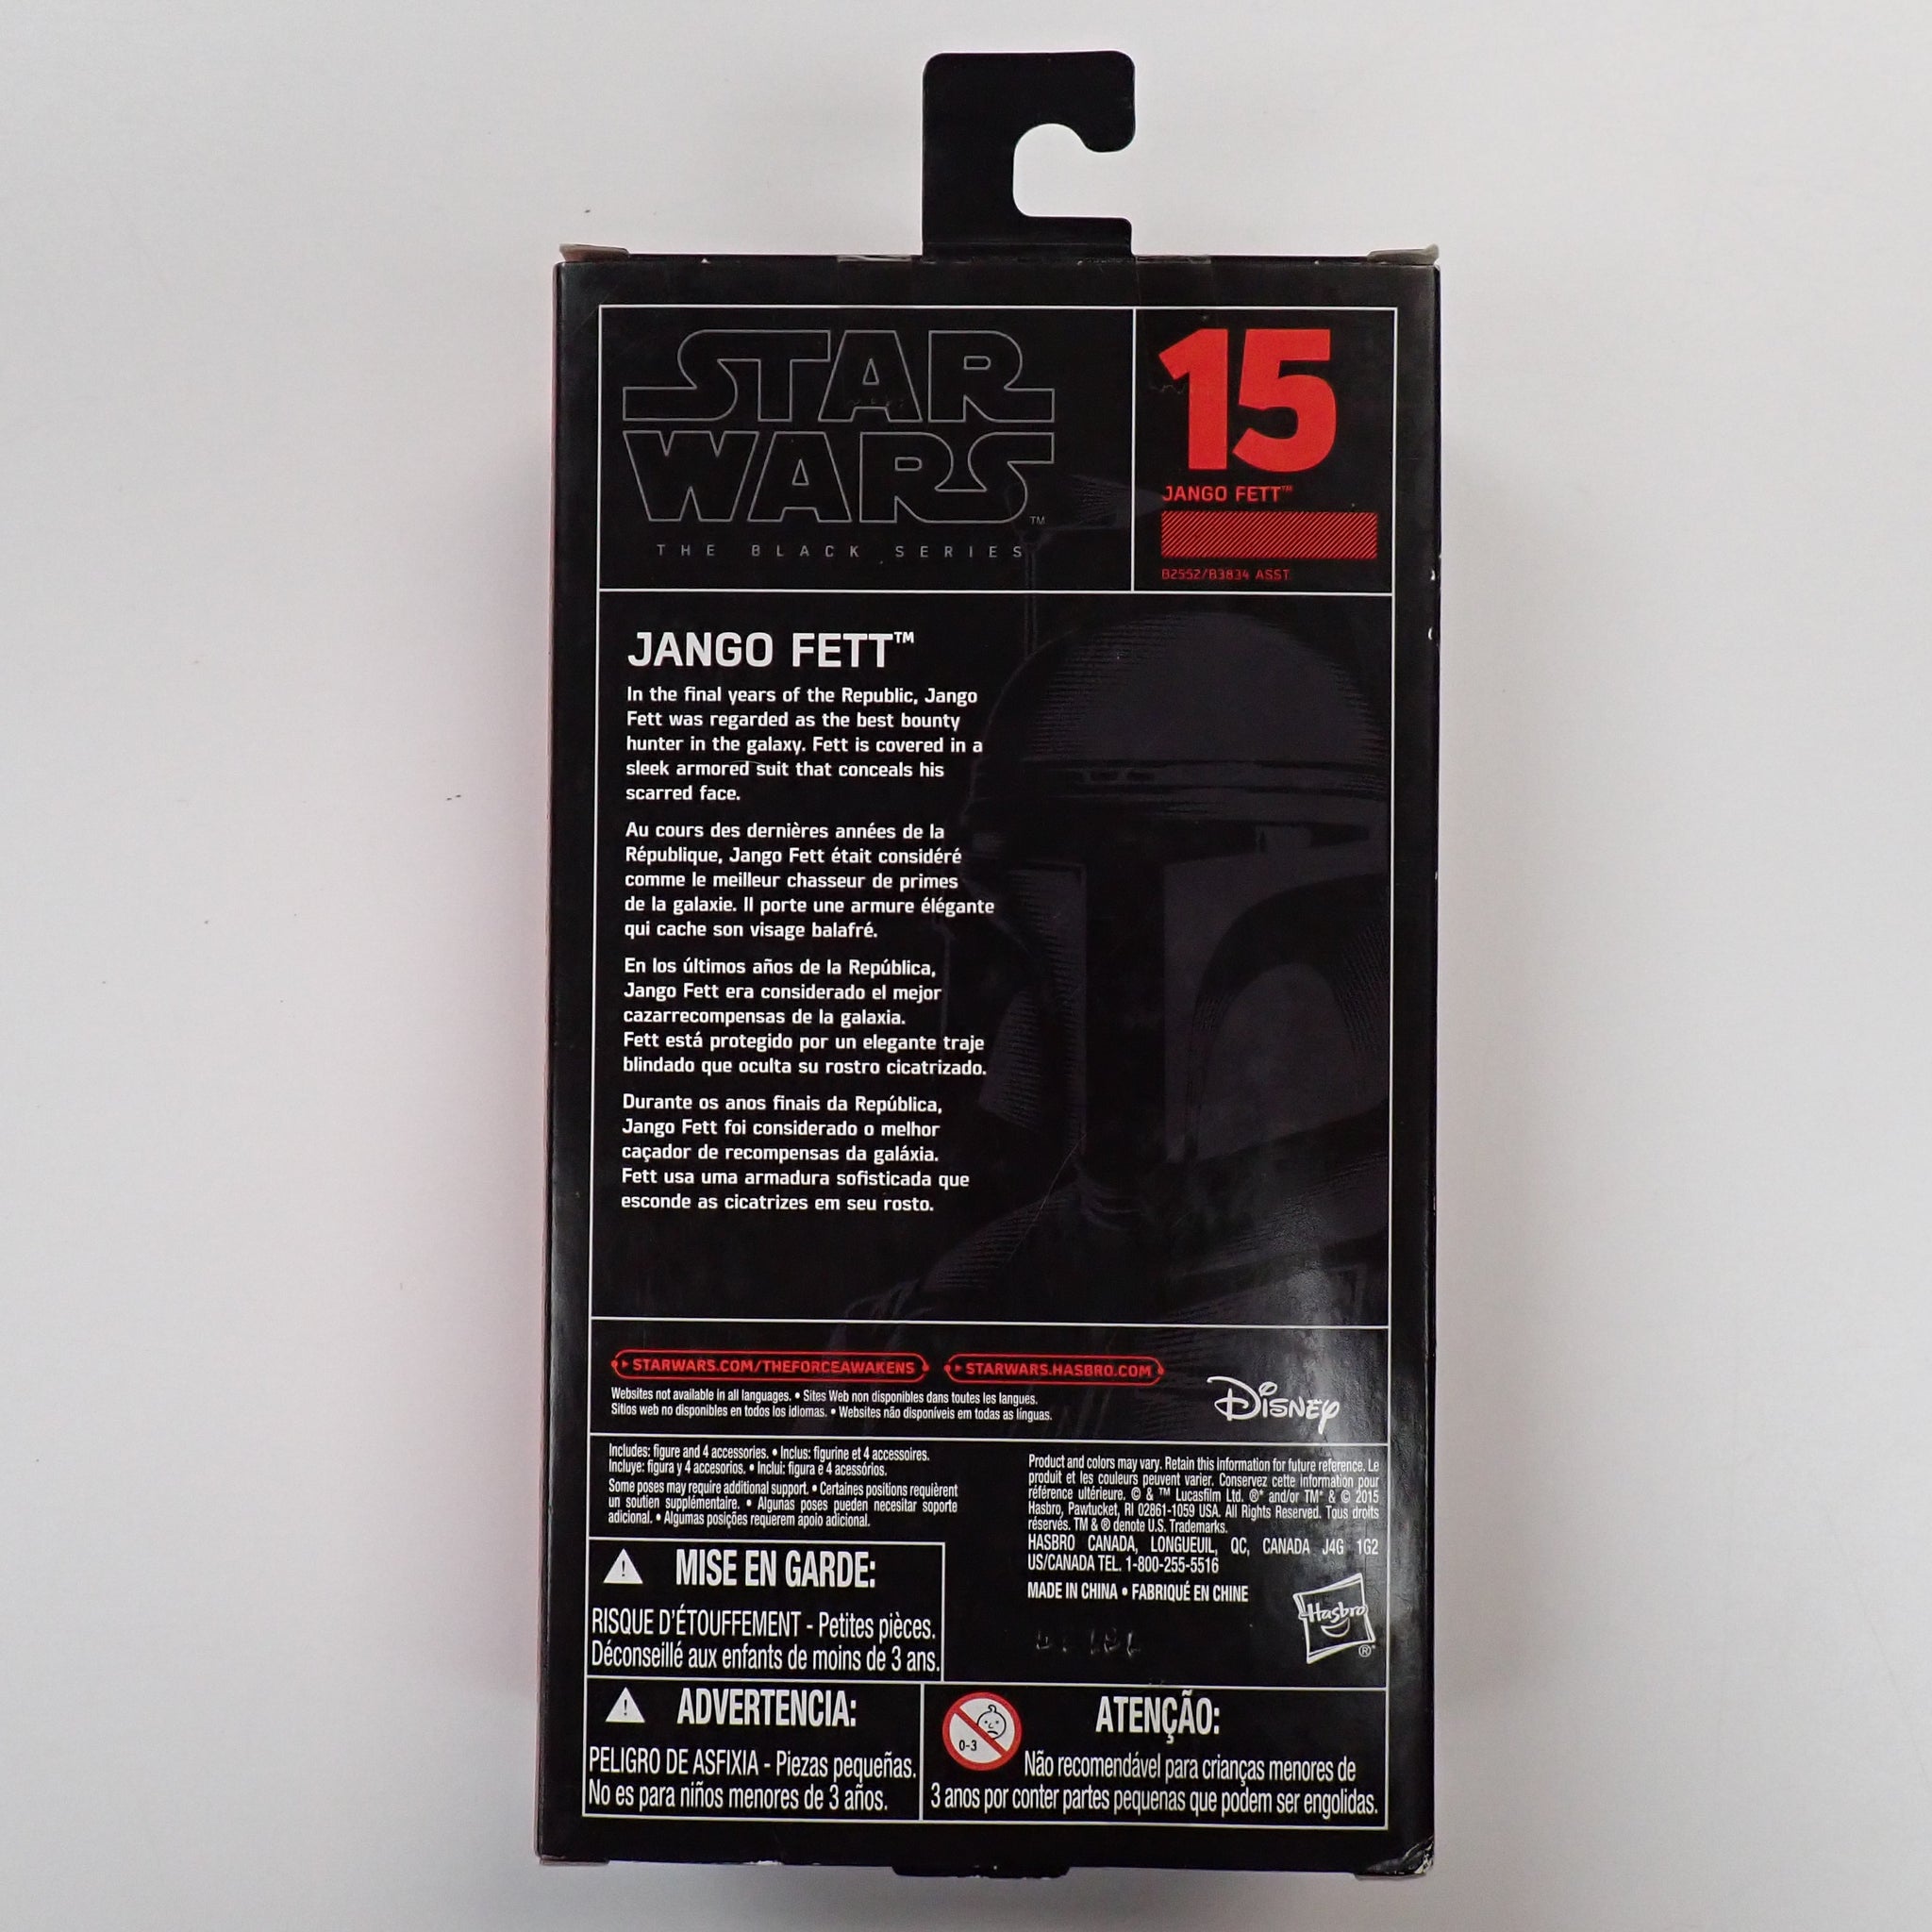 STAR
WARS™
THE BLACK SERIES
15
JANGO FETT™
B2552/B3834 ASST.
JANGO FETT™
In the final years of the Republic, Jango
Fett was regarded as the best bounty
hunter in the galaxy. Fett is covered in a
sleek armored suit that conceals his
scarred face.
Au cours des dernières années de la
République, Jango Fett était considéré
comme le meilleur chasseur de primes
de la galaxie. Il porte une armure élégante
qui cache son visage balafré.
En los últimos años de la República,
Jango Fett era considerado el mejor
cazarrecompensas de la galaxia.
Fett está protegido por un elegante traje
blindado que oculta su rostro cicatrizado.
Durante os anos finais da República,
Jango Fett foi considerado o melhor
caçador de recompensas da galáxia.
Fett usa uma armadura sofisticada que
esconde as cicatrizes em seu rosto.
STARWARS.COM/THEFORCEAWAKENS
STARWARS.HASBRO.COM
Websites not available in all languages. • Sites Web non disponibles dans toutes les langues.
Sitios web no disponibles en todos los idiomas. • Websites não disponíveis em todas as línguas.
Disney
Includes: figure and 4 accessories. • Inclus: figurine et 4 accessoires.
Incluye: figura y 4 accesorios. • Inclui: figura e 4 acessórios.
Some poses may require additional support. • Certaines positions requièrent
un soutien supplémentaire. • Algunas poses pueden necesitar soporte
adicional. • Algumas posições requerem apoio adicional.
Product and colors may vary. Retain this information for future reference. Le
produit et les couleurs peuvent varier. Conservez cette information pour
référence ultérieure. © & ™ Lucasfilm Ltd. ®* and/or TM* & © 2015
Hasbro, Pawtucket, RI 02861-1059 USA. All Rights Reserved. Tous droits
réservés. TM & ® denote U.S. Trademarks.
HASBRO CANADA, LONGUEUIL, QC, CANADA J4G 1G2
US/CANADA TEL. 1-800-255-5516
MADE IN CHINA • FABRIQUÉ EN CHINE
Hasbro®
MISE EN GARDE:
RISQUE D'ÉTOUFFEMENT - Petites pièces.
Déconseillé aux enfants de moins de 3 ans.
ADVERTENCIA:
PELIGRO DE ASFIXIA - Piezas pequeñas.
No es para niños menores de 3 años.
0-3
ATENÇÃO:
Não recomendável para crianças menores de
3 anos por conter partes pequenas que podem ser engolidas.